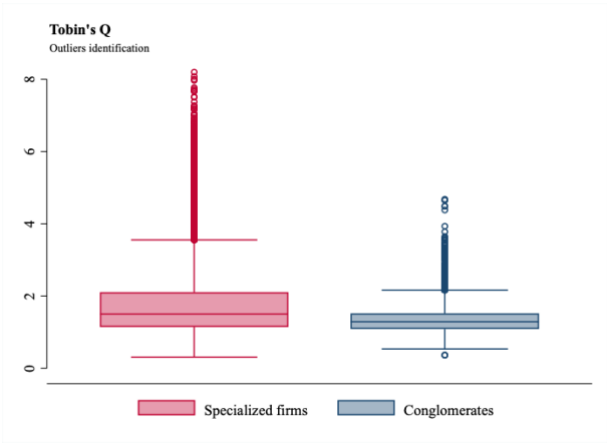 Tobin's Q
Outliers identification
8
6
4
2
0
Specialized firms
Conglomerates